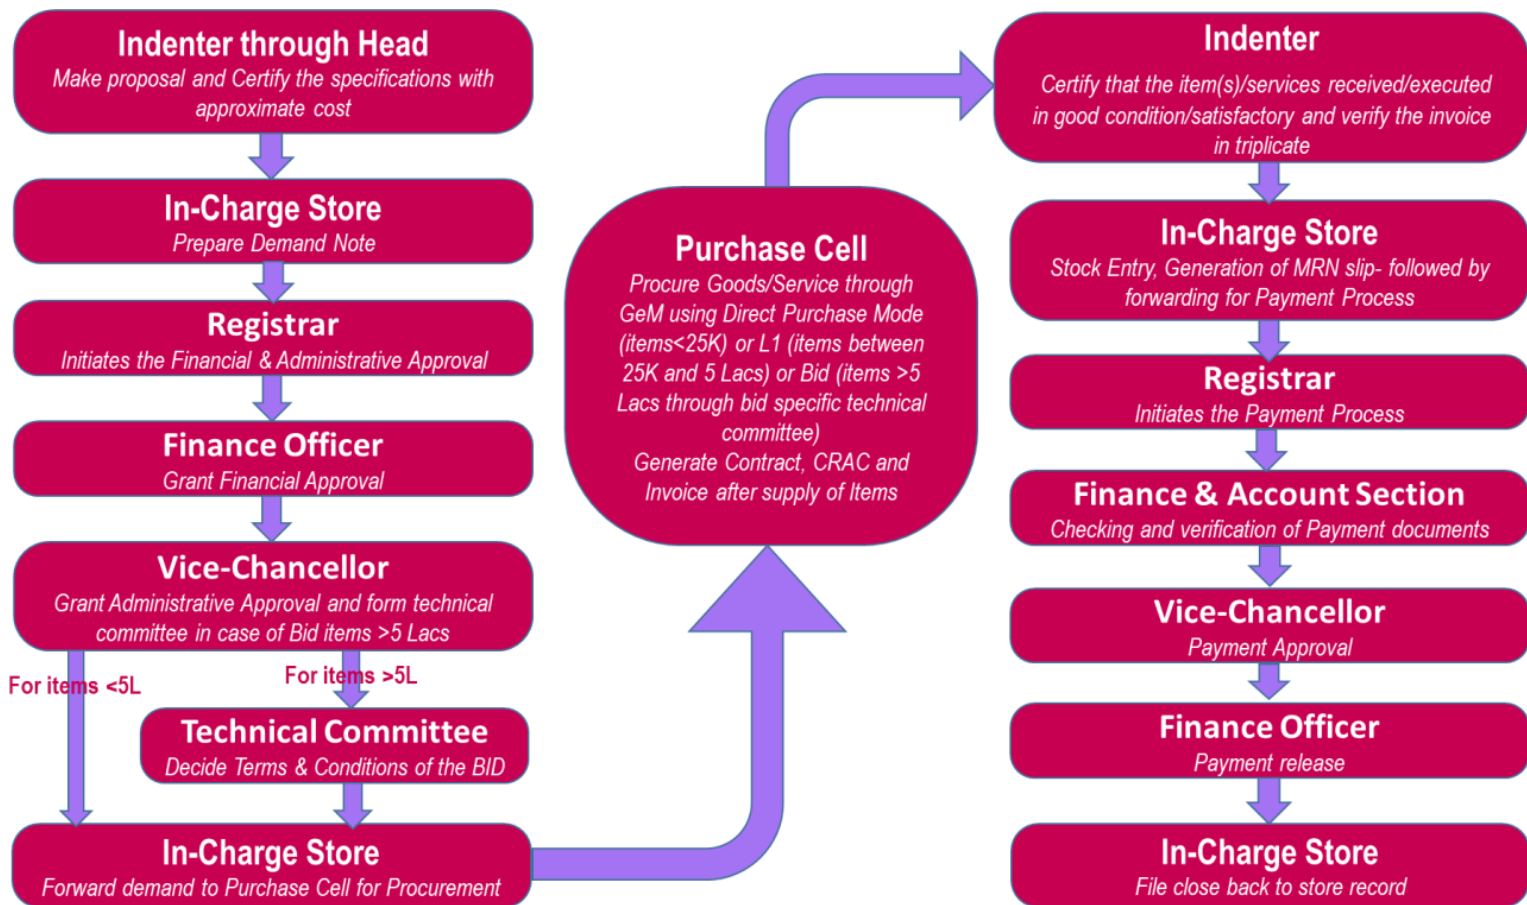 Indenter through Head
Make proposal and Certify the specifications with
approximate cost
In-Charge Store
Prepare Demand Note
Registrar
Initiates the Financial & Administrative Approval
Finance Officer
Grant Financial Approval
Vice-Chancellor
Grant Administrative Approval and form technical
committee in case of Bid items >5 Lacs
For items <5L
For items >5L
Technical Committee
Decide Terms & Conditions of the BID
In-Charge Store
Forward demand to Purchase Cell for Procurement
Purchase Cell
Procure Goods/Service through
GeM using Direct Purchase Mode
(items<25K) or L1 (items between
25K and 5 Lacs) or Bid (items >5
Lacs through bid specific technical
committee)
Generate Contract, CRAC and
Invoice after supply of Items
Indenter
Certify that the item(s)/services received/executed
in good condition/satisfactory and verify the invoice
in triplicate
In-Charge Store
Stock Entry, Generation of MRN slip- followed by
forwarding for Payment Process
Registrar
Initiates the Payment Process
Finance & Account Section
Checking and verification of Payment documents
Vice-Chancellor
Payment Approval
Finance Officer
Payment release
In-Charge Store
File close back to store record